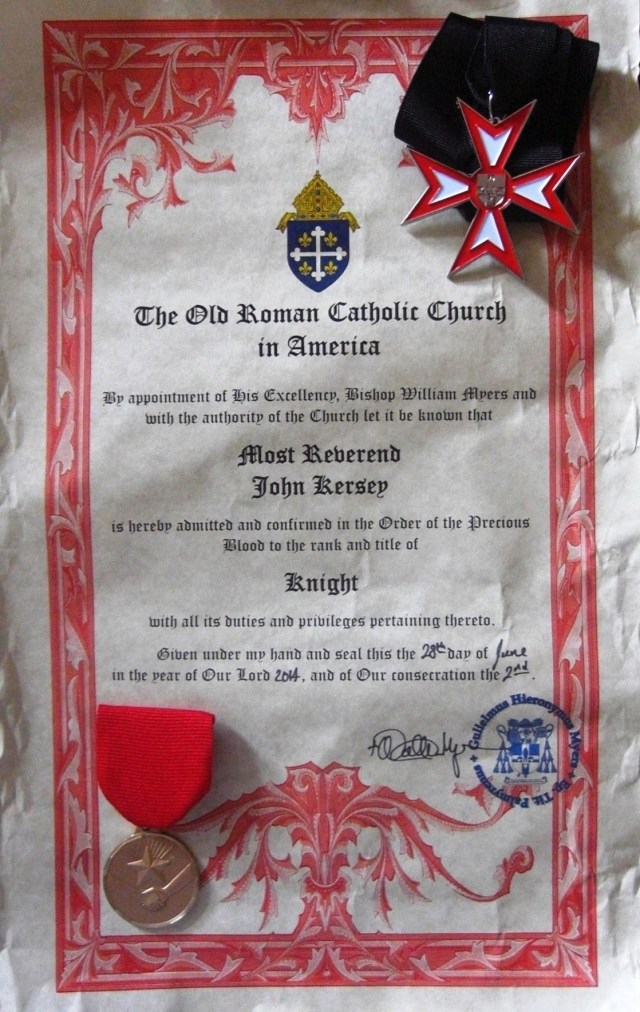 The Old Roman Catholic Church
in America
By appointment of His Excellency, Bishop William Myers and
with the authority of the Church let it be known that
Most Reverend
John Kersey
is hereby admitted and confirmed in the Order of the Precious
Blood to the rank and title of
Knight
with all its duties and privileges pertaining thereto.
Given under my hand and seal this the 28th day of June
in the year of Our Lord 2014, and of Our consecration the 2nd.
Gulielmus Hieronymus Myers + Ep. Tit. Palmyrenus +